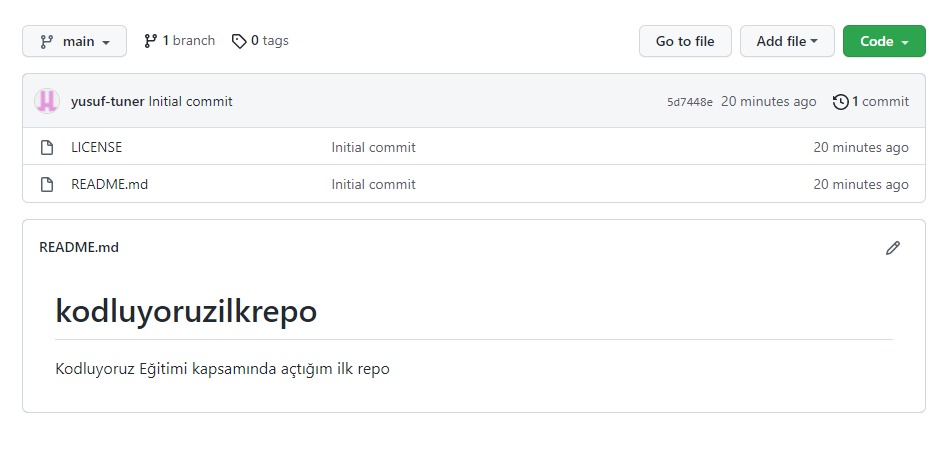 main 1 branch 0 tags Go to file Add file Code
yusuf-tuner Initial commit 5d7448e 20 minutes ago 1 commit
LICENSE Initial commit 20 minutes ago
README.md Initial commit 20 minutes ago
README.md
kodluyoruzilkrepo
Kodluyoruz Eğitimi kapsamında açtığım ilk repo